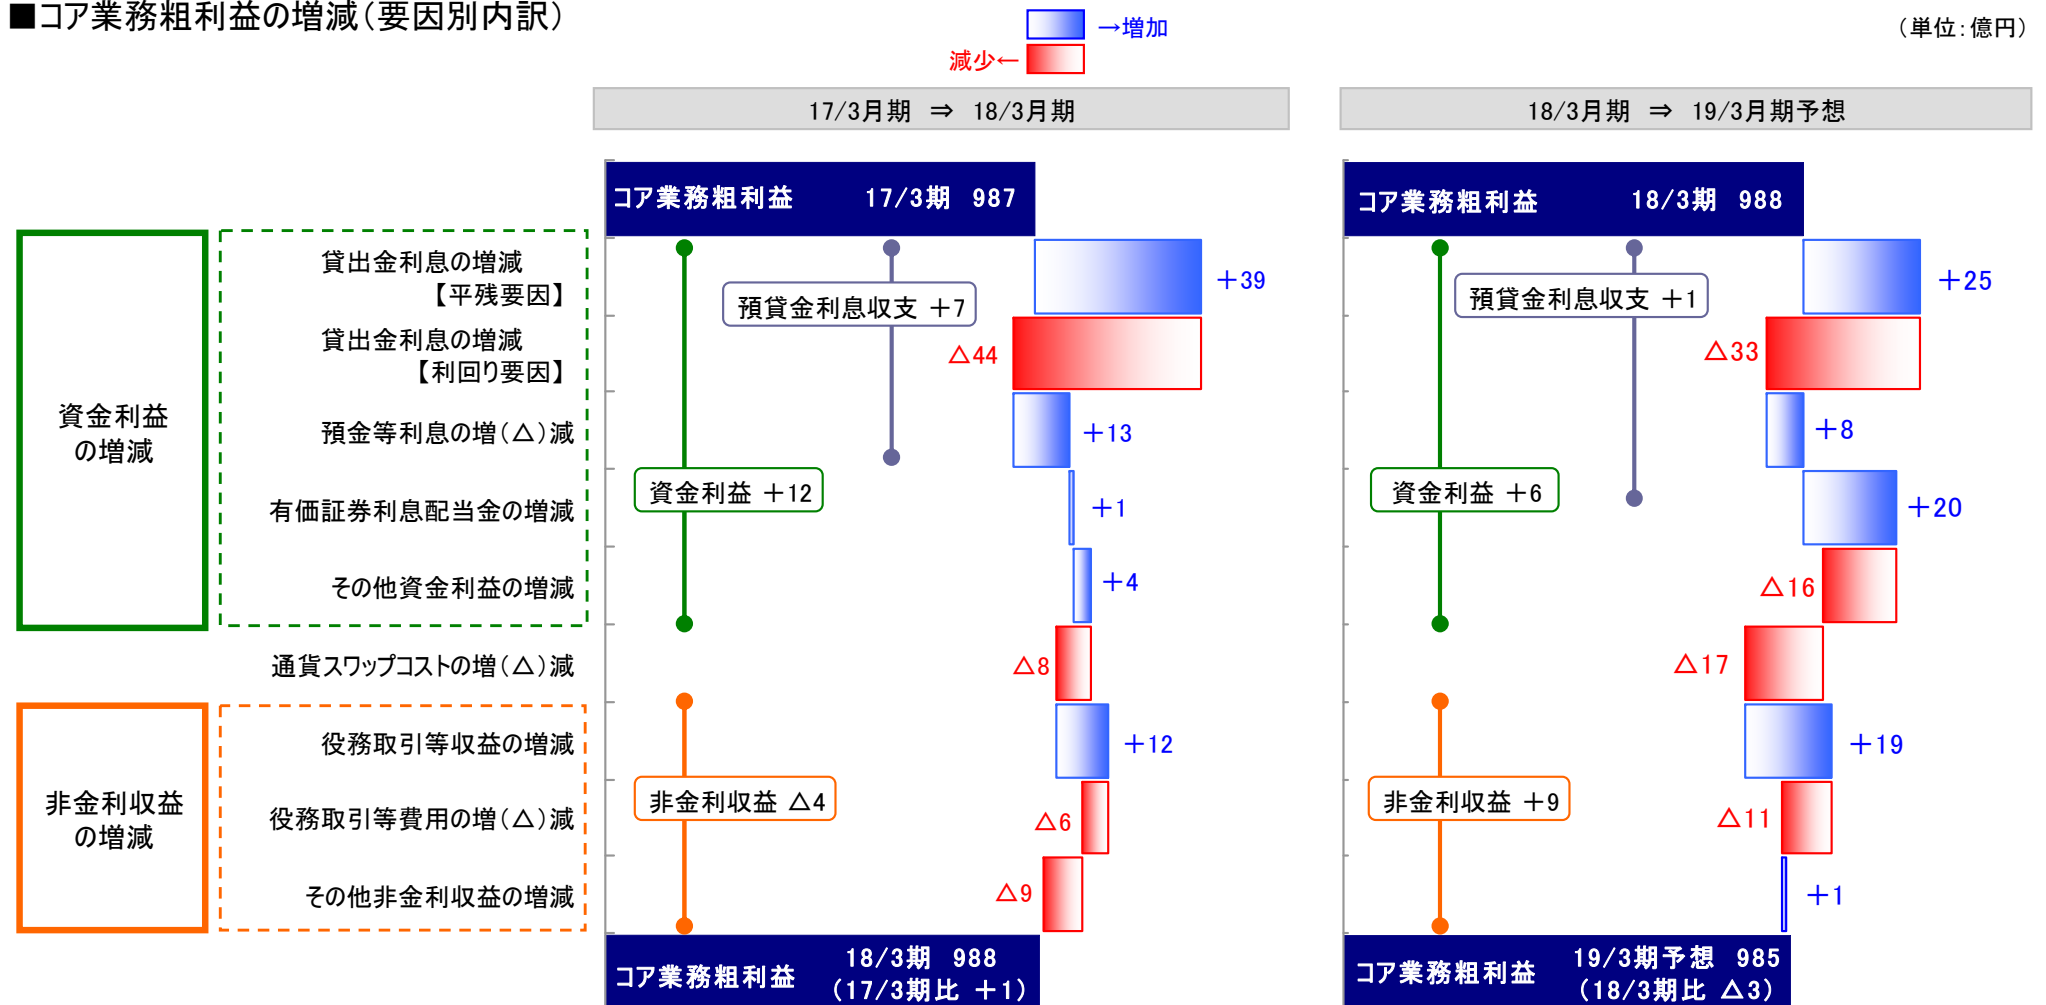 ■コア業務粗利益の増減（要因別内訳）
→増加
減少←
（単位：億円）
17/3月期 ⇒ 18/3月期
18/3月期 ⇒ 19/3月期予想
コア業務粗利益 17/3期 987
コア業務粗利益 18/3期 988
資金利益
の増減
貸出金利息の増減
【平残要因】
貸出金利息の増減
【利回り要因】
預金等利息の増（△）減
有価証券利息配当金の増減
その他資金利益の増減
通貨スワップコストの増（△）減
非金利収益
の増減
役務取引等収益の増減
役務取引等費用の増（△）減
その他非金利収益の増減
預貸金利息収支 ＋7
資金利益 ＋12
非金利収益 △4
＋39
△44
＋13
＋1
＋4
△8
＋12
△6
△9
コア業務粗利益
18/3期 988
（17/3期比 ＋1）
預貸金利息収支 ＋1
資金利益 ＋6
非金利収益 ＋9
＋25
△33
＋8
＋20
△16
△17
＋19
△11
＋1
コア業務粗利益
19/3期予想 985
（18/3期比 △3）